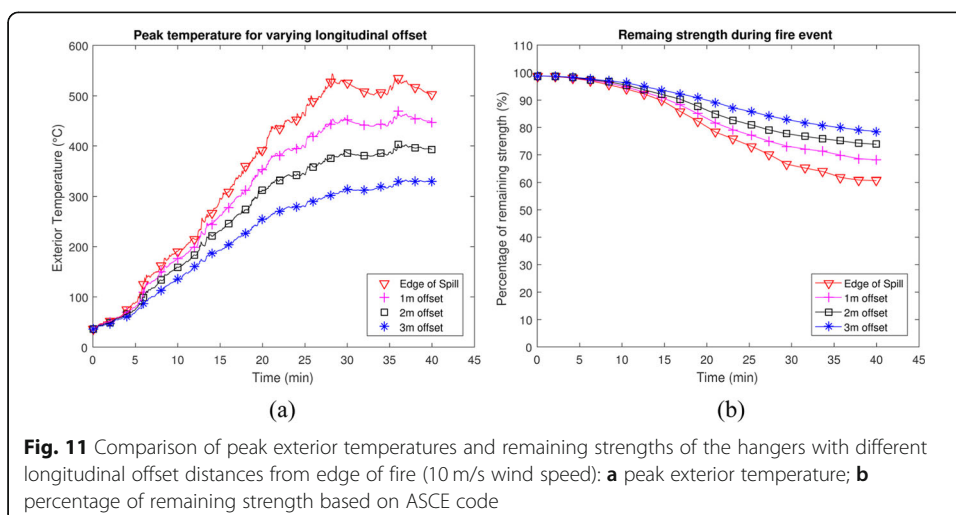 Peak temperature for varying longitudinal offset
600
500
400
300
200
100
0
Exterior Temperature (°C)
0 5 10 15 20 25 30 35 40 45
Time (min)
Edge of Spill
1m offset
2m offset
3m offset
(a)
Remaing strength during fire event
110
100
90
80
70
60
50
40
30
20
10
0
Percentage of remaining strength (%)
0 5 10 15 20 25 30 35 40 45
Time (min)
Edge of Spill
1m offset
2m offset
3m offset
(b)
Fig. 11 Comparison of peak exterior temperatures and remaining strengths of the hangers with different
longitudinal offset distances from edge of fire (10 m/s wind speed): a peak exterior temperature; b
percentage of remaining strength based on ASCE code